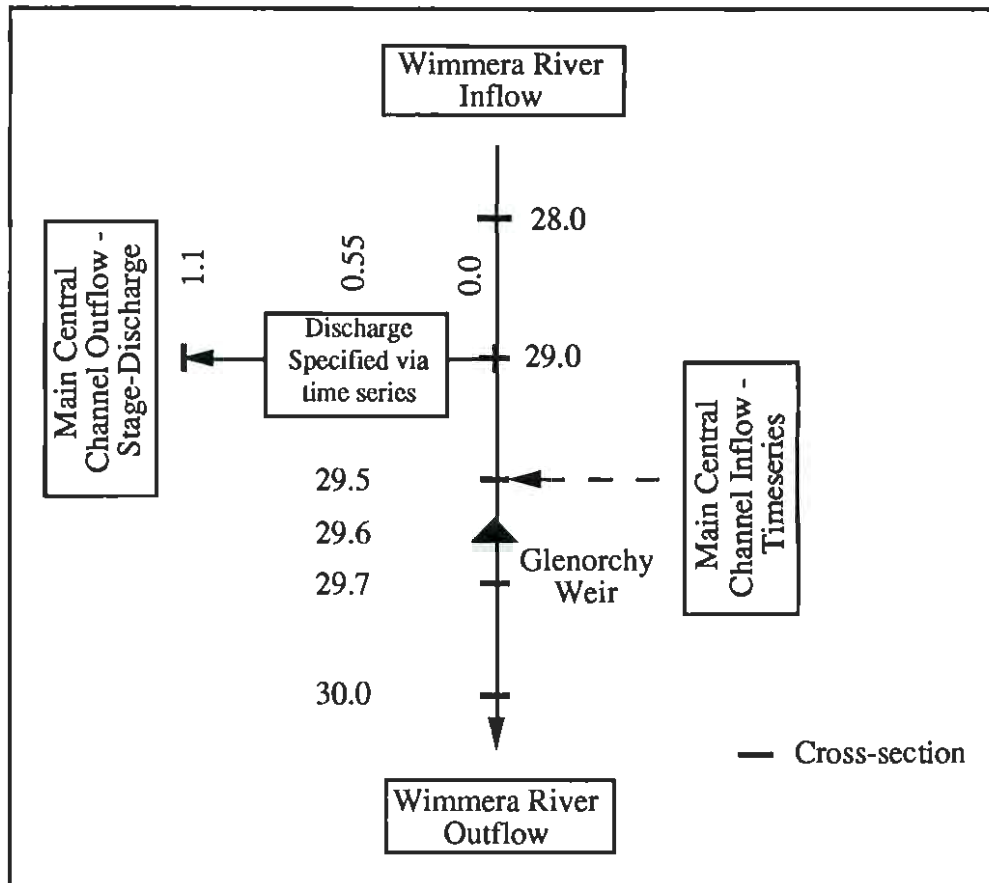 Wimmera River
Inflow
28.0
Main Central
Channel Outflow -
Stage-Discharge
1.1
0.55
0.0
Discharge
Specified via
time series
29.0
Main Central
Channel Inflow -
Timeseries
29.5
29.6
Glenorchy
Weir
29.7
30.0
Cross-section
Wimmera River
Outflow